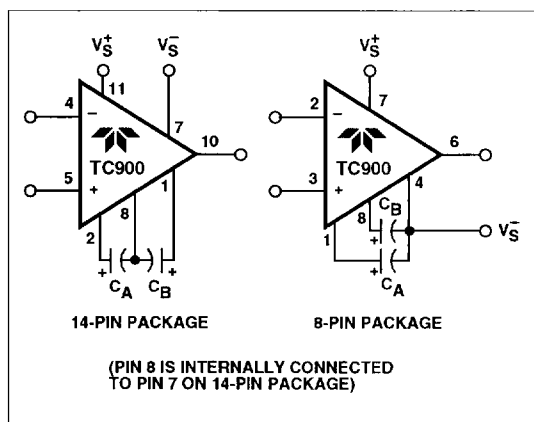 V_S^+ V_S^-
11
4 −
7
10
TC900
5 +
1
8
2
+ +
C_A C_B
14-PIN PACKAGE
V_S^+
7
2 −
6
TC900
3 +
4
8 C_B
1 +
V_S^-
+
C_A
8-PIN PACKAGE
(PIN 8 IS INTERNALLY CONNECTED
TO PIN 7 ON 14-PIN PACKAGE)